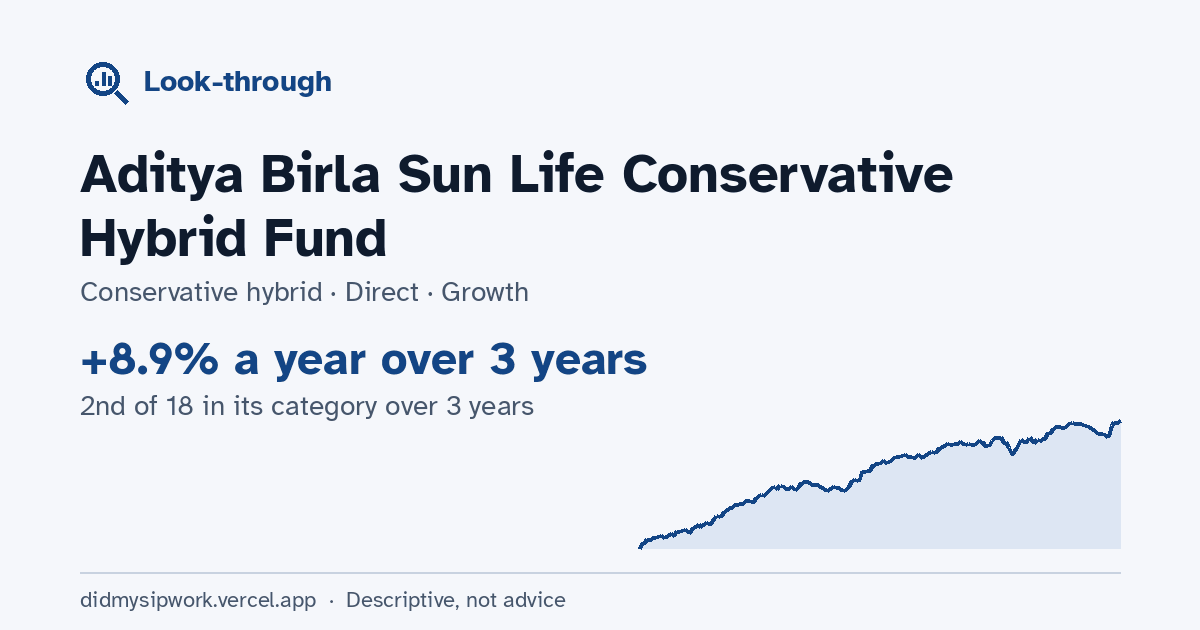 Look-through
Aditya Birla Sun Life Conservative
Hybrid Fund
Conservative hybrid · Direct · Growth
+8.9% a year over 3 years
2nd of 18 in its category over 3 years
didmysipwork.vercel.app · Descriptive, not advice